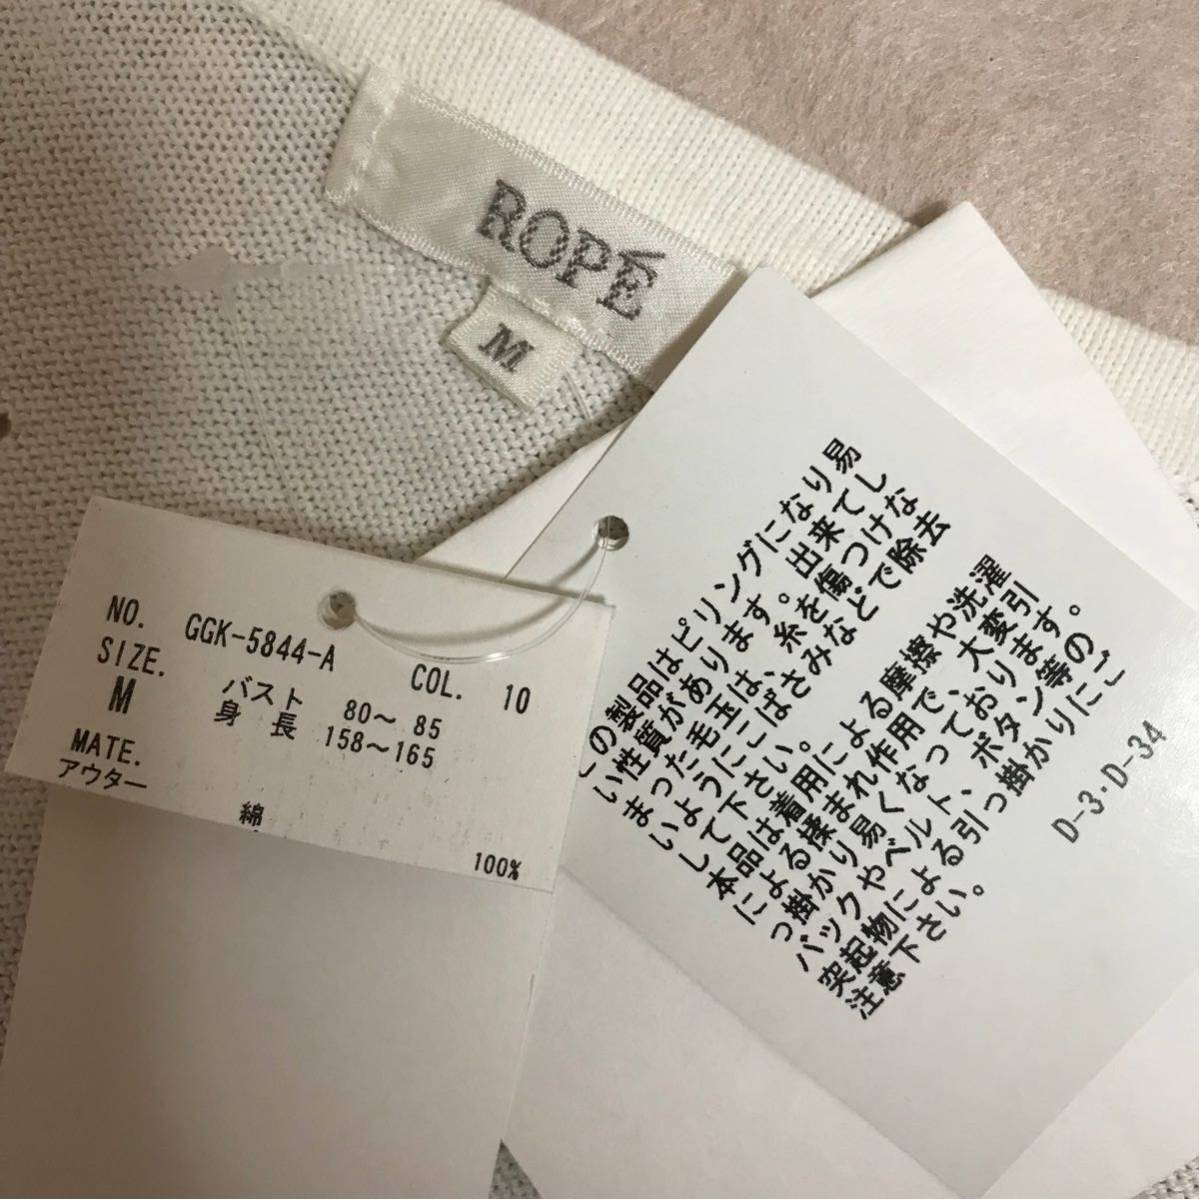 ROPÉ
M
NO. GGK-5844-A COL. 10
SIZE. バスト 80～ 85
M 身 長 158～165
MATE.
アウター
綿
100%
この製品はピリングになり易
い性質があります。出来てし
まった毛玉は、糸を傷つけな
いようにこばさみなどで除去
して下さい。
本品は着用による摩擦や洗濯
による揉まれ作用で、大変引
っ掛かり易くなっております。
バックやベルト、ボタン等の
突起物による引っ掛かりにご
注意下さい。
D-3・D-34